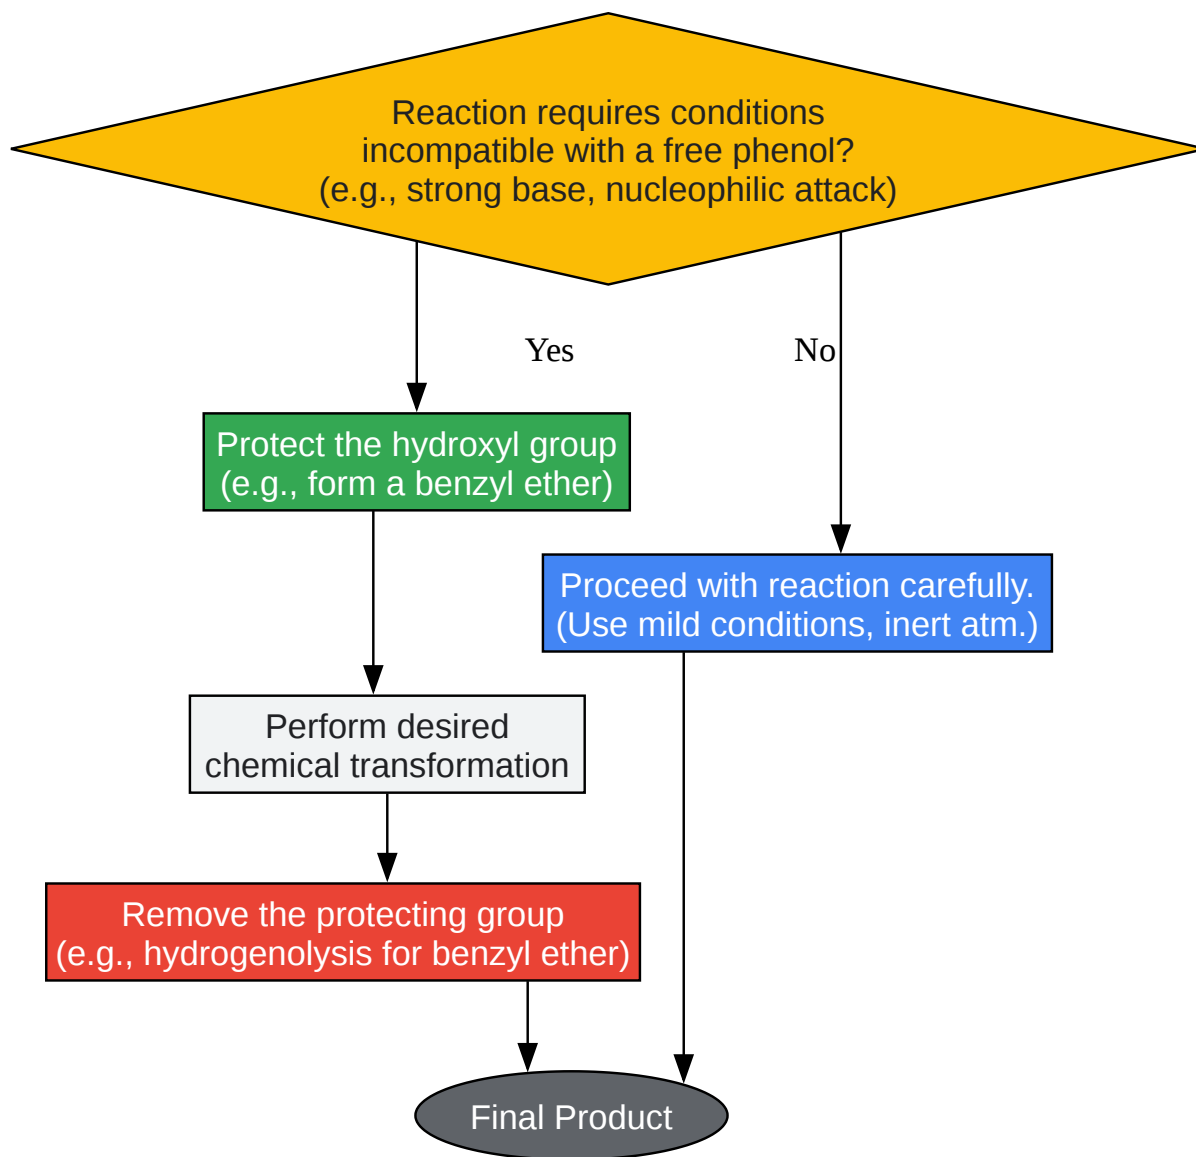 Reaction requires conditions
incompatible with a free phenol?
(e.g., strong base, nucleophilic attack)
Yes
No
Protect the hydroxyl group
(e.g., form a benzyl ether)
Proceed with reaction carefully.
(Use mild conditions, inert atm.)
Perform desired
chemical transformation
Remove the protecting group
(e.g., hydrogenolysis for benzyl ether)
Final Product